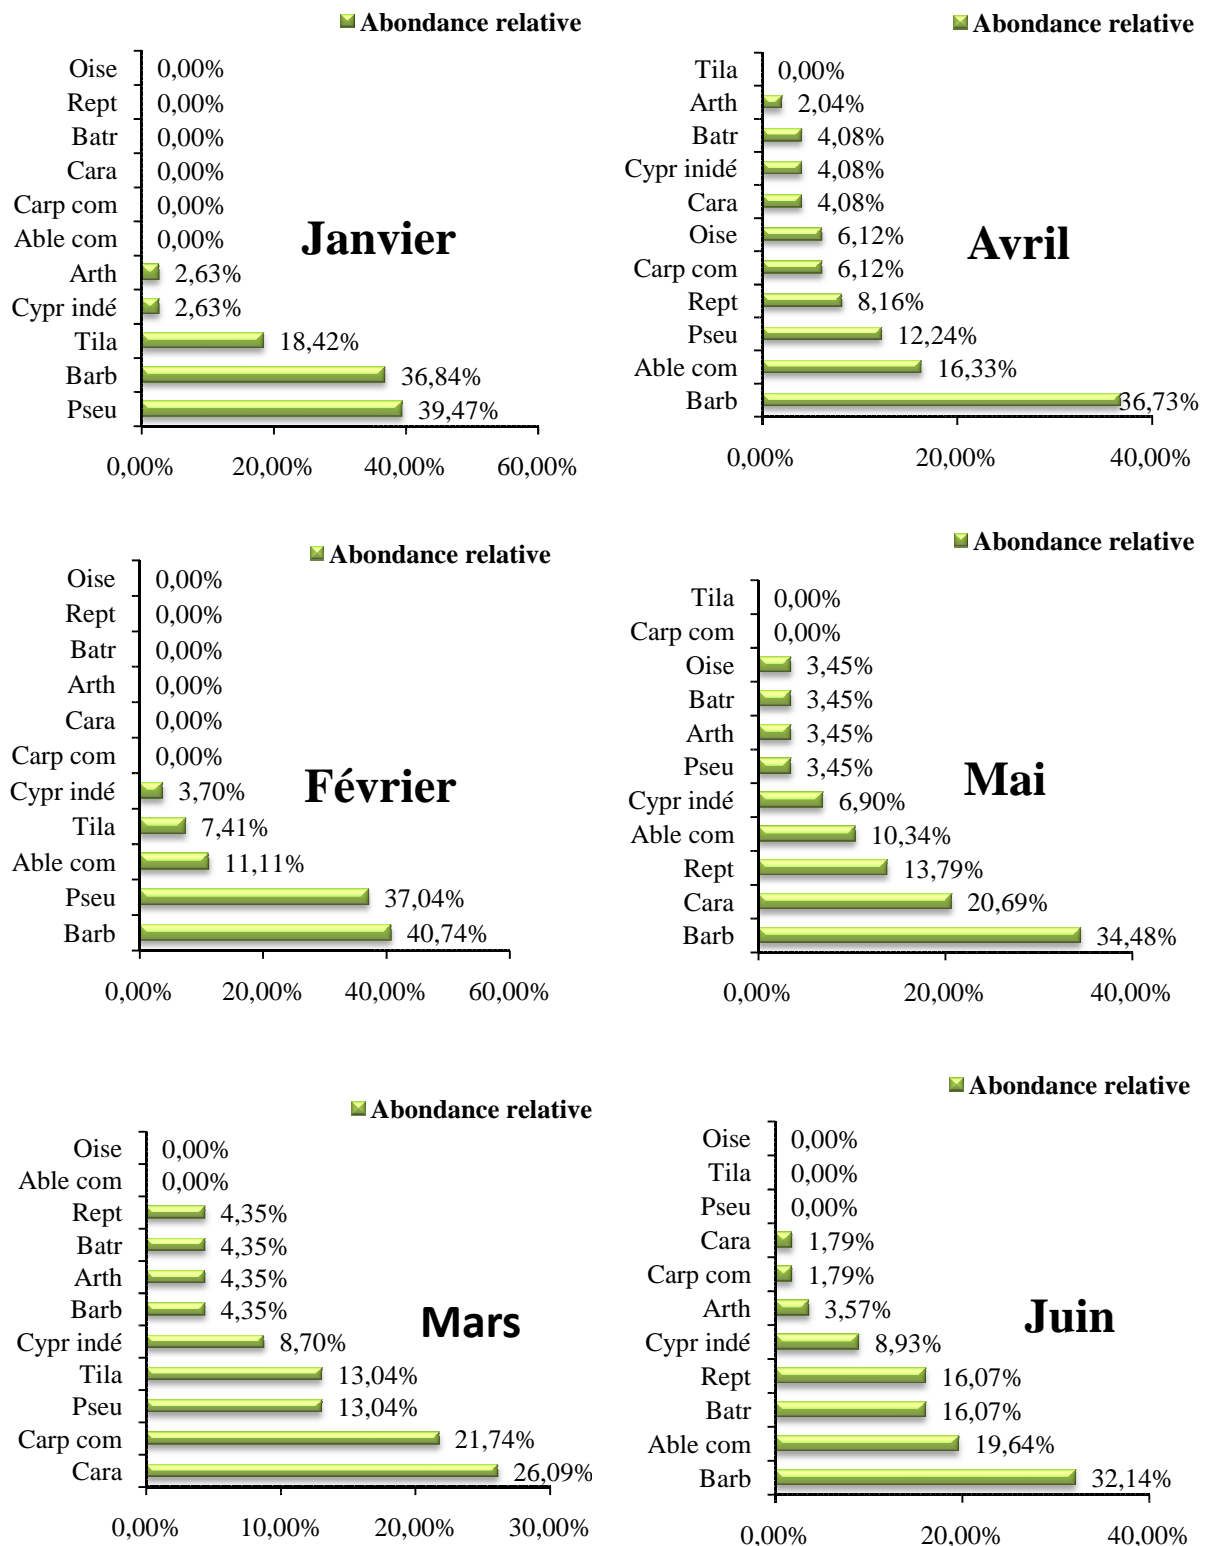 Abondance relative
Oise 0,00%
Rept 0,00%
Batr 0,00%
Cara 0,00%
Carp com 0,00%
Able com 0,00%
Arth 2,63%
Cypr indé 2,63%
Tila 18,42%
Barb 36,84%
Pseu 39,47%
Janvier
0,00% 20,00% 40,00% 60,00%
Abondance relative
Tila 0,00%
Arth 2,04%
Batr 4,08%
Cypr inidé 4,08%
Cara 4,08%
Oise 6,12%
Carp com 6,12%
Rept 8,16%
Pseu 12,24%
Able com 16,33%
Barb 36,73%
Avril
0,00% 20,00% 40,00%
Abondance relative
Oise 0,00%
Rept 0,00%
Batr 0,00%
Arth 0,00%
Cara 0,00%
Carp com 0,00%
Cypr indé 3,70%
Tila 7,41%
Able com 11,11%
Pseu 37,04%
Barb 40,74%
Février
0,00% 20,00% 40,00% 60,00%
Abondance relative
Tila 0,00%
Carp com 0,00%
Oise 3,45%
Batr 3,45%
Arth 3,45%
Pseu 3,45%
Cypr indé 6,90%
Able com 10,34%
Rept 13,79%
Cara 20,69%
Barb 34,48%
Mai
0,00% 20,00% 40,00%
Abondance relative
Oise 0,00%
Able com 0,00%
Rept 4,35%
Batr 4,35%
Arth 4,35%
Barb 4,35%
Cypr indé 8,70%
Tila 13,04%
Pseu 13,04%
Carp com 21,74%
Cara 26,09%
Mars
0,00% 10,00% 20,00% 30,00%
Abondance relative
Oise 0,00%
Tila 0,00%
Pseu 0,00%
Cara 1,79%
Carp com 1,79%
Arth 3,57%
Cypr indé 8,93%
Rept 16,07%
Batr 16,07%
Able com 19,64%
Barb 32,14%
Juin
0,00% 20,00% 40,00%